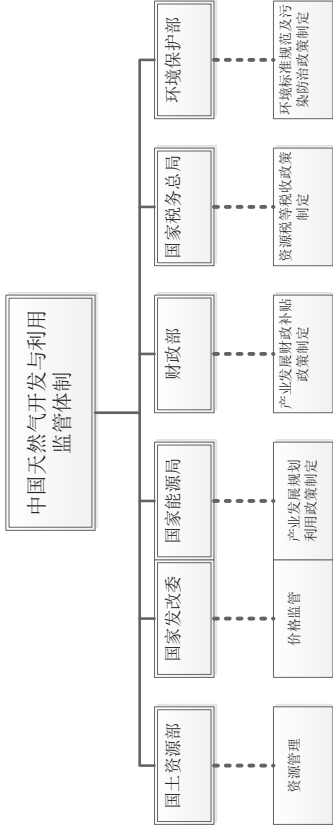 中国天然气开发与利用
监管体制
国土资源部
国家发改委
国家能源局
财政部
国家税务总局
环境保护部
资源管理
价格监管
产业发展规划
利用政策制定
产业发展财政补贴
政策制定
资源税等税收政策
制定
环境标准规范及污
染防治政策制定